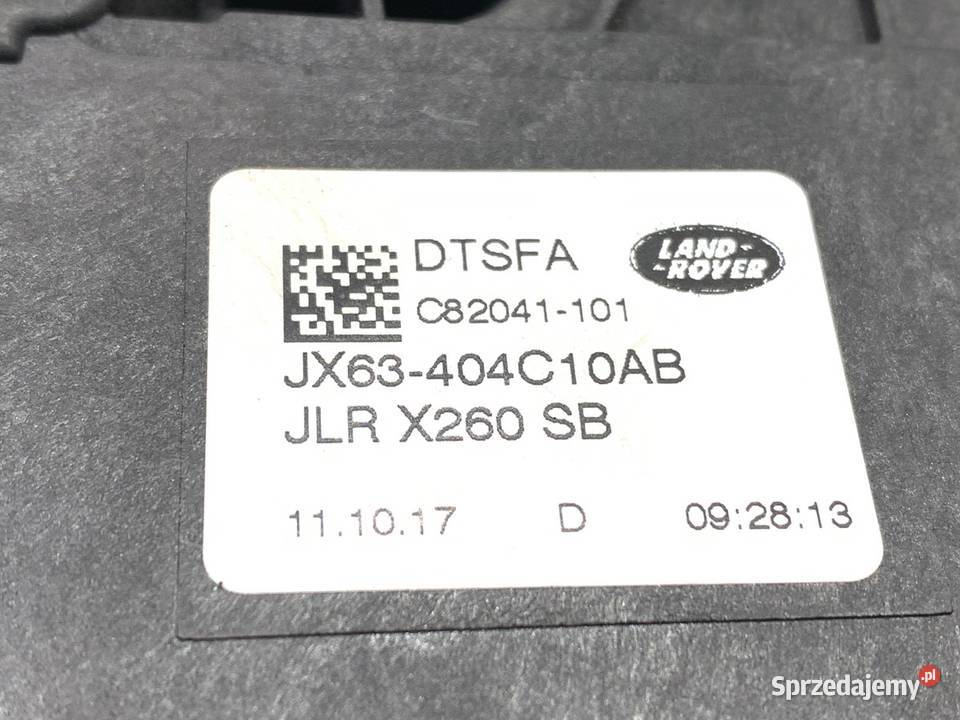 DTSFA
LAND-
-ROVER
C82041-101
JX63-404C10AB
JLR X260 SB
11.10.17 D 09:28:13
Sprzedajemy.pl